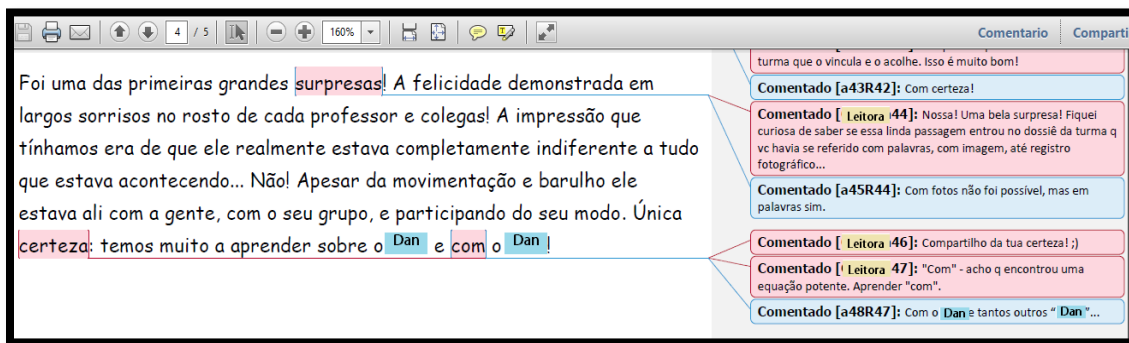 4 / 5 160% Comentario Comparti
Foi uma das primeiras grandes surpresas! A felicidade demonstrada em
largos sorrisos no rosto de cada professor e colegas! A impressão que
tínhamos era de que ele realmente estava completamente indiferente a tudo
que estava acontecendo... Não! Apesar da movimentação e barulho ele
estava ali com a gente, com o seu grupo, e participando do seu modo. Única
certeza: temos muito a aprender sobre o Dan e com o Dan!
turma que o vincula e o acolhe. Isso é muito bom!
Comentado [a43R42]: Com certeza!
Comentado [ Leitora 44]: Nossa! Uma bela surpresa! Fiquei
curiosa de saber se essa linda passagem entrou no dossiê da turma q
vc havia se referido com palavras, com imagem, até registro
fotográfico...
Comentado [a45R44]: Com fotos não foi possível, mas em
palavras sim.
Comentado [ Leitora 46]: Compartilho da tua certeza! ;)
Comentado [ Leitora 47]: "Com" - acho q encontrou uma
equação potente. Aprender "com".
Comentado [a48R47]: Com o Dan e tantos outros “ Dan ”...